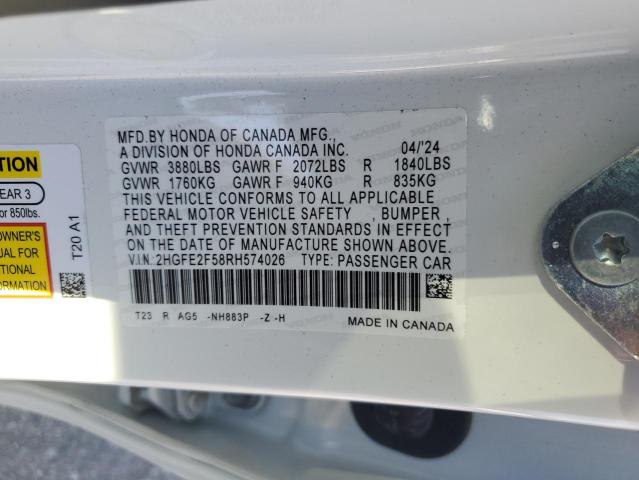 MFD.BY HONDA OF CANADA MFG.,
A DIVISION OF HONDA CANADA INC. 04/'24
GVWR 3880LBS GAWR F 2072LBS R 1840LBS
GVWR 1760KG GAWR F 940KG R 835KG
THIS VEHICLE CONFORMS TO ALL APPLICABLE
FEDERAL MOTOR VEHICLE SAFETY , BUMPER ,
AND THEFT PREVENTION STANDARDS IN EFFECT
ON THE DATE OF MANUFACTURE SHOWN ABOVE.
V.I.N: 2HGFE2F58RH574026 TYPE: PASSENGER CAR
T23 R AG5 -NH883P -Z -H
MADE IN CANADA
TION
EAR 3
or 850lbs.
OWNER'S
MANUAL
FOR
T20 A1